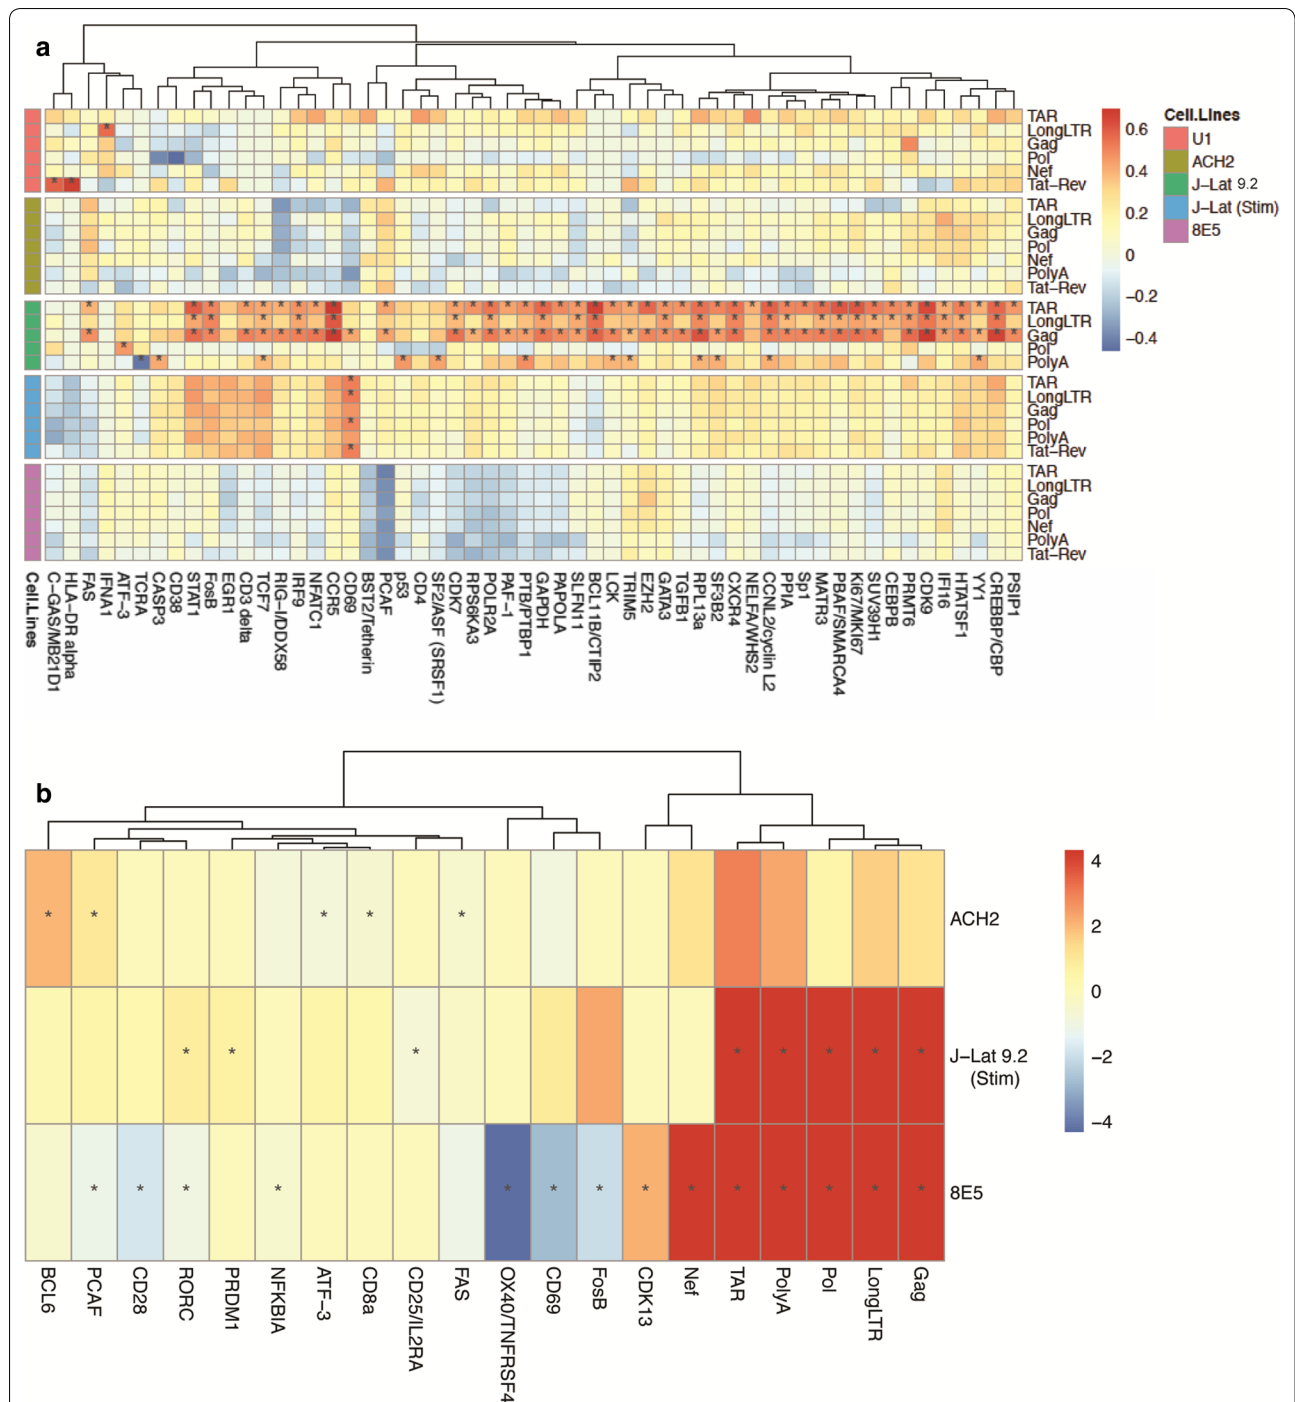 a
TAR
LongLTR
Gag
Pol
Nef
Tat-Rev
TAR
LongLTR
Gag
Pol
Nef
PolyA
Tat-Rev
TAR
LongLTR
Gag
Pol
PolyA
TAR
LongLTR
Gag
Pol
PolyA
Tat-Rev
TAR
LongLTR
Gag
Pol
Nef
PolyA
Tat-Rev
0.6
0.4
0.2
0
-0.2
-0.4
Cell.Lines
U1
ACH2
J-Lat 9.2
J-Lat (Stim)
8E5
Cell.Lines
C-GAS/MB21D1
HLA-DR alpha
FAS
IFNA1
ATF-3
TCRA
CASP3
CD38
STAT1
FosB
EGR1
CD3 delta
TCF7
RIG-I/DDX58
IRF9
NFATC1
CCR5
CD69
BST2/Tetherin
PCAF
p53
CD4
SF2/ASF (SRSF1)
CDK7
RPS6KA3
POLR2A
PAF-1
PTB/PTBP1
GAPDH
PAPOLA
SLFN11
BCL11B/CTIP2
LCK
TRIM5
EZH2
GATA3
TGFB1
RPL13a
SF3B2
CXCR4
NELFA/WHS2
CCNL2/cyclin L2
PPIA
Sp1
MATR3
PBAF/SMARCA4
Ki67/MKI67
SUV39H1
CEBPB
PRMT6
CDK9
IFI16
HTATSF1
YY1
CREBBP/CBP
PSIP1
b
ACH2
J-Lat 9.2
(Stim)
8E5
4
2
0
-2
-4
BCL6
PCAF
CD28
RORC
PRDM1
NFKBIA
ATF-3
CD8a
CD25/IL2RA
FAS
OX40/TNFRSF4
CD69
FosB
CDK13
Nef
TAR
PolyA
Pol
LongLTR
Gag